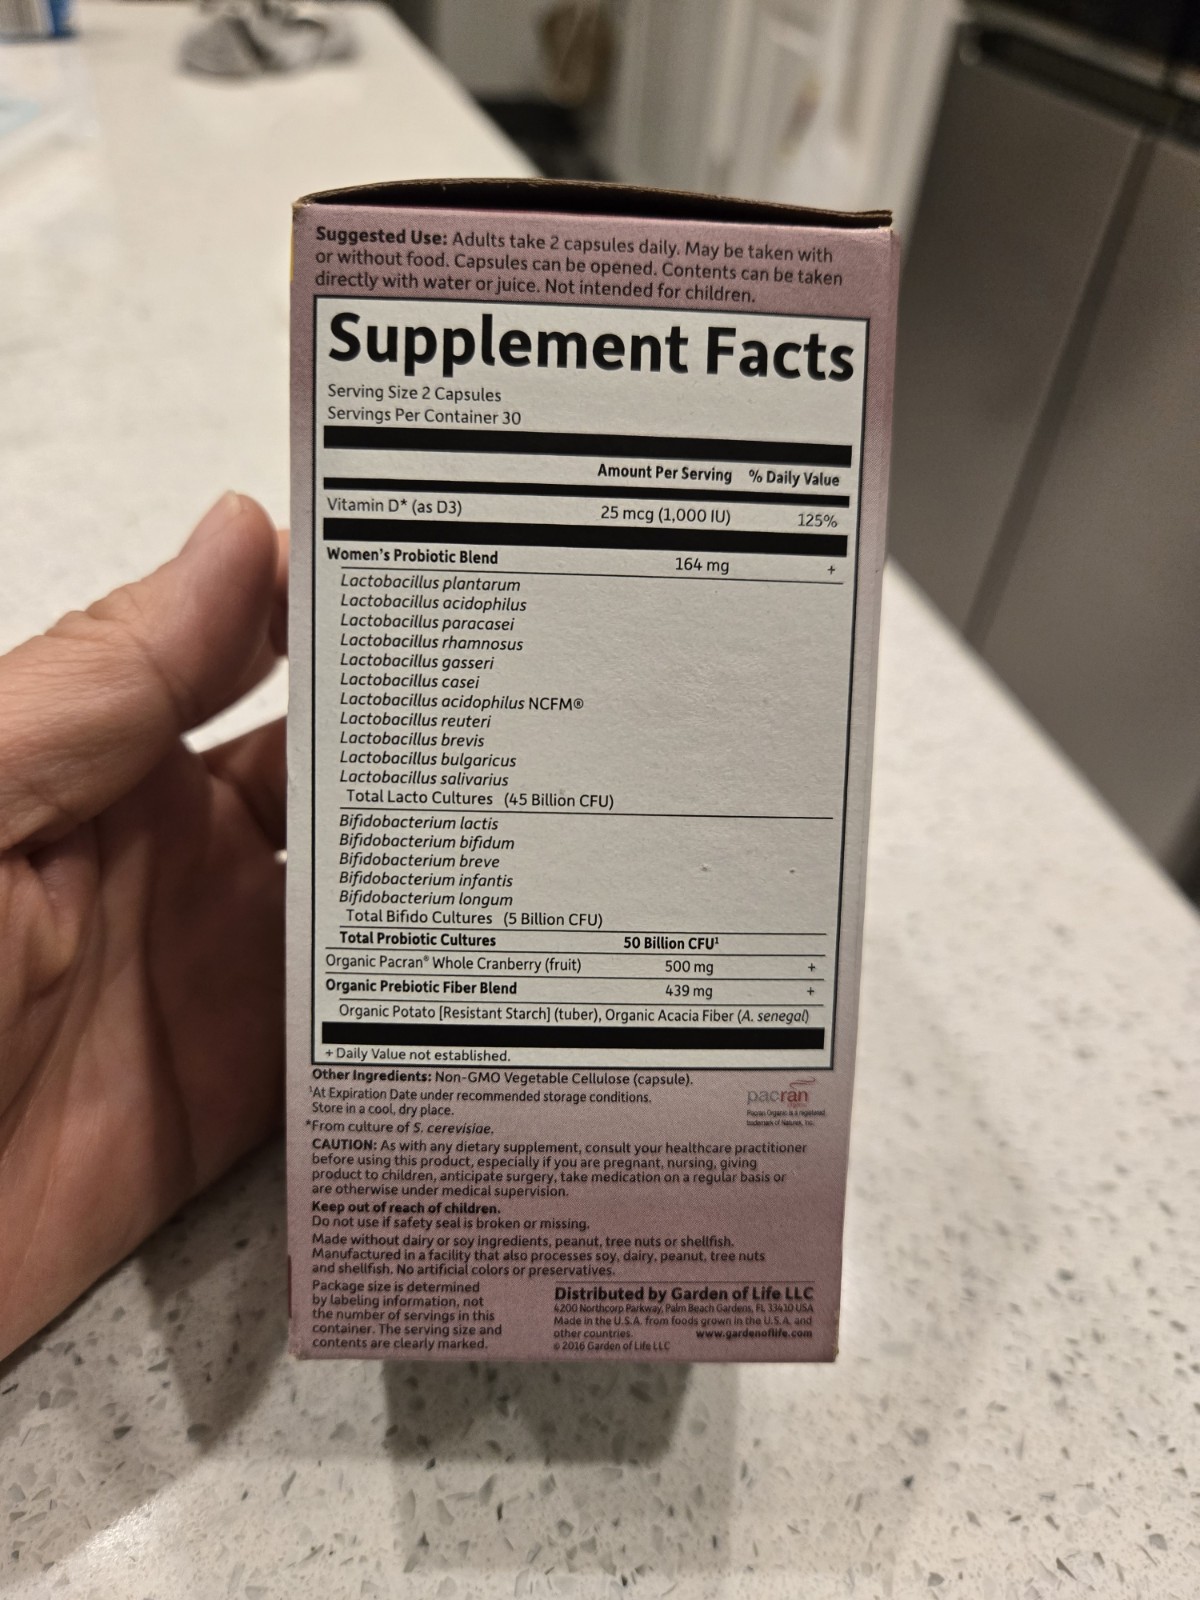 Suggested Use: Adults take 2 capsules daily. May be taken with
or without food. Capsules can be opened. Contents can be taken
directly with water or juice. Not intended for children.
Supplement Facts
Serving Size 2 Capsules
Servings Per Container 30
Amount Per Serving % Daily Value
Vitamin D* (as D3) 25 mcg (1,000 IU) 125%
Women's Probiotic Blend 164 mg +
Lactobacillus plantarum
Lactobacillus acidophilus
Lactobacillus paracasei
Lactobacillus rhamnosus
Lactobacillus gasseri
Lactobacillus casei
Lactobacillus acidophilus NCFM®
Lactobacillus reuteri
Lactobacillus brevis
Lactobacillus bulgaricus
Lactobacillus salivarius
Total Lacto Cultures (45 Billion CFU)
Bifidobacterium lactis
Bifidobacterium bifidum
Bifidobacterium breve
Bifidobacterium infantis
Bifidobacterium longum
Total Bifido Cultures (5 Billion CFU)
Total Probiotic Cultures 50 Billion CFU¹
Organic Pacran® Whole Cranberry (fruit) 500 mg +
Organic Prebiotic Fiber Blend 439 mg +
Organic Potato [Resistant Starch] (tuber), Organic Acacia Fiber (A. senegal)
+ Daily Value not established.
Other Ingredients: Non-GMO Vegetable Cellulose (capsule).
¹At Expiration Date under recommended storage conditions.
Store in a cool, dry place.
*From culture of S. cerevisiae.
pacran
Pacran Organic is a registered
trademark of Naturex, Inc.
CAUTION: As with any dietary supplement, consult your healthcare practitioner
before using this product, especially if you are pregnant, nursing, giving
product to children, anticipate surgery, take medication on a regular basis or
are otherwise under medical supervision.
Keep out of reach of children.
Do not use if safety seal is broken or missing.
Made without dairy or soy ingredients, peanut, tree nuts or shellfish.
Manufactured in a facility that also processes soy, dairy, peanut, tree nuts
and shellfish. No artificial colors or preservatives.
Package size is determined
by labeling information, not
the number of servings in this
container. The serving size and
contents are clearly marked.
Distributed by Garden of Life LLC
4200 Northcorp Parkway, Palm Beach Gardens, FL 33410 USA
Made in the U.S.A. from foods grown in the U.S.A. and
other countries. www.gardenoflife.com
© 2016 Garden of Life LLC